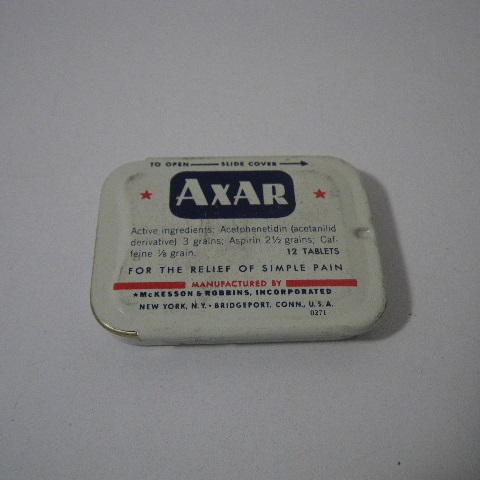 TO OPEN SLIDE COVER
AXAR
Active ingredients: Acetophenetidin (acetanilid
derivative) 3 grains; Aspirin 2½ grains; Caf-
feine ⅛ grain. 12 TABLETS
FOR THE RELIEF OF SIMPLE PAIN
MANUFACTURED BY
★McKESSON & ROBBINS, INCORPORATED
NEW YORK, N.Y. • BRIDGEPORT, CONN., U.S.A.
0271